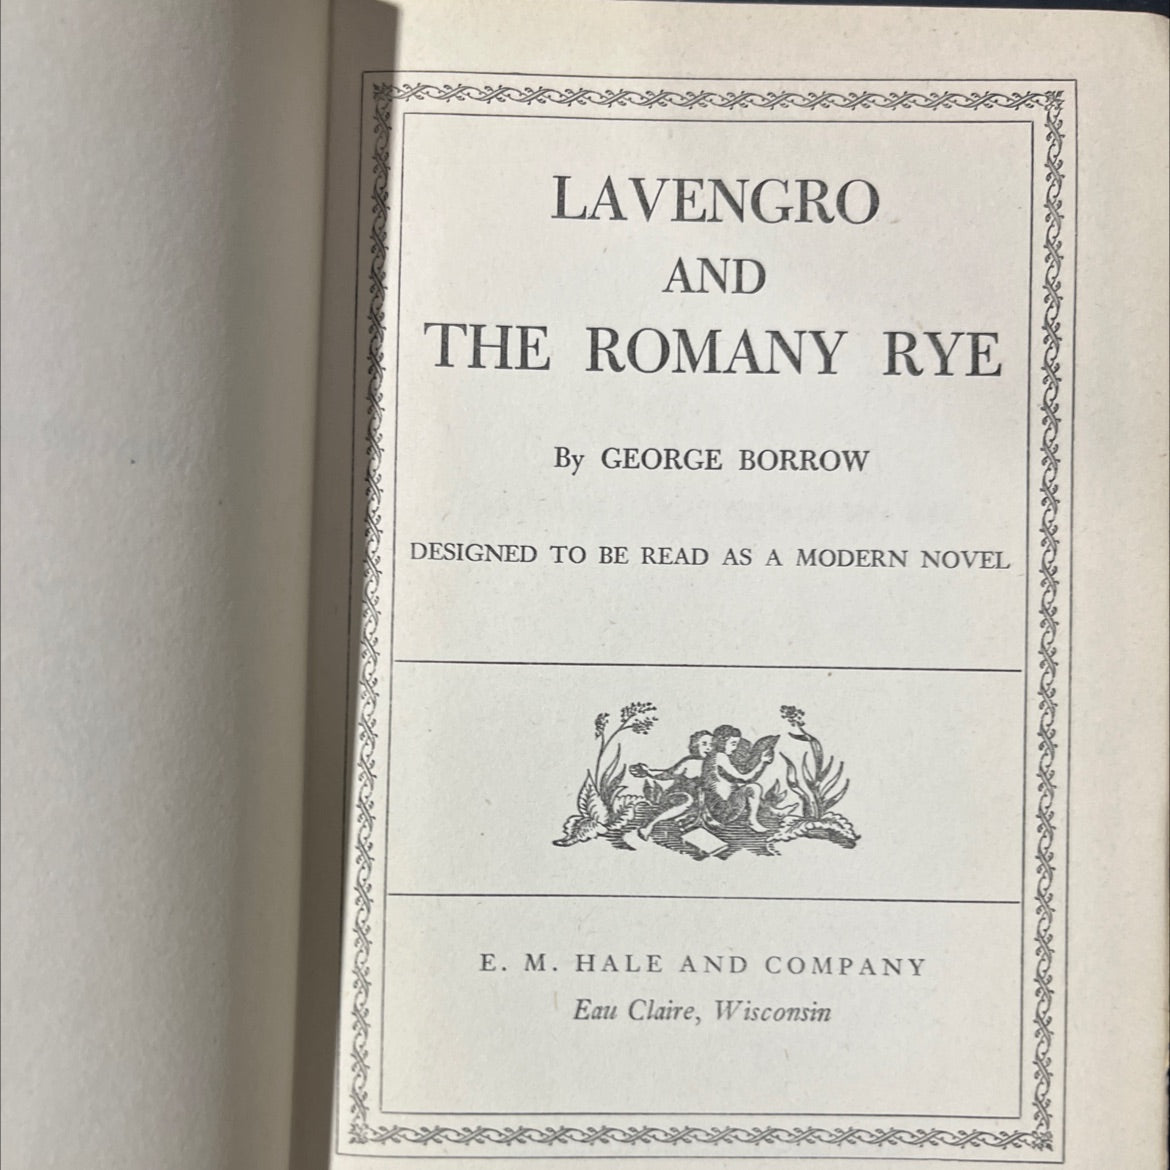 LAVENGRO
AND
THE ROMANY RYE
By GEORGE BORROW
DESIGNED TO BE READ AS A MODERN NOVEL
E. M. HALE AND COMPANY
Eau Claire, Wisconsin